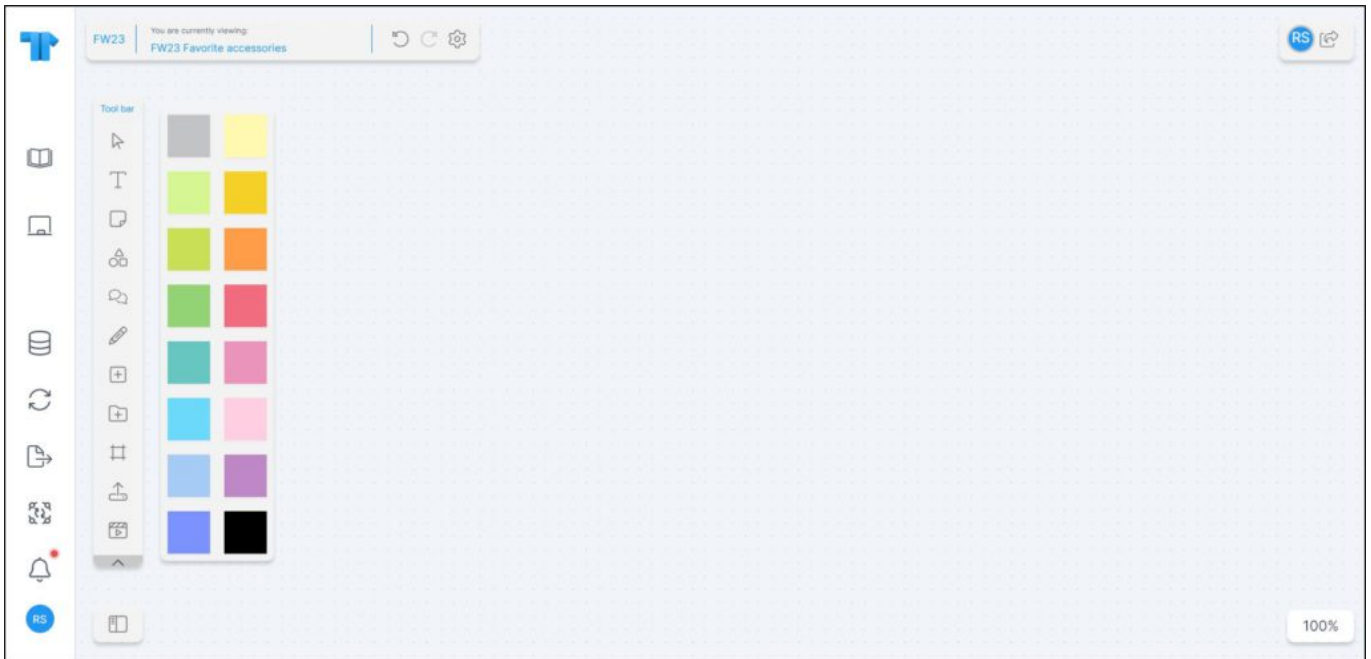 FW23
You are currently viewing:
FW23 Favorite accessories
RS
Tool bar
RS
100%